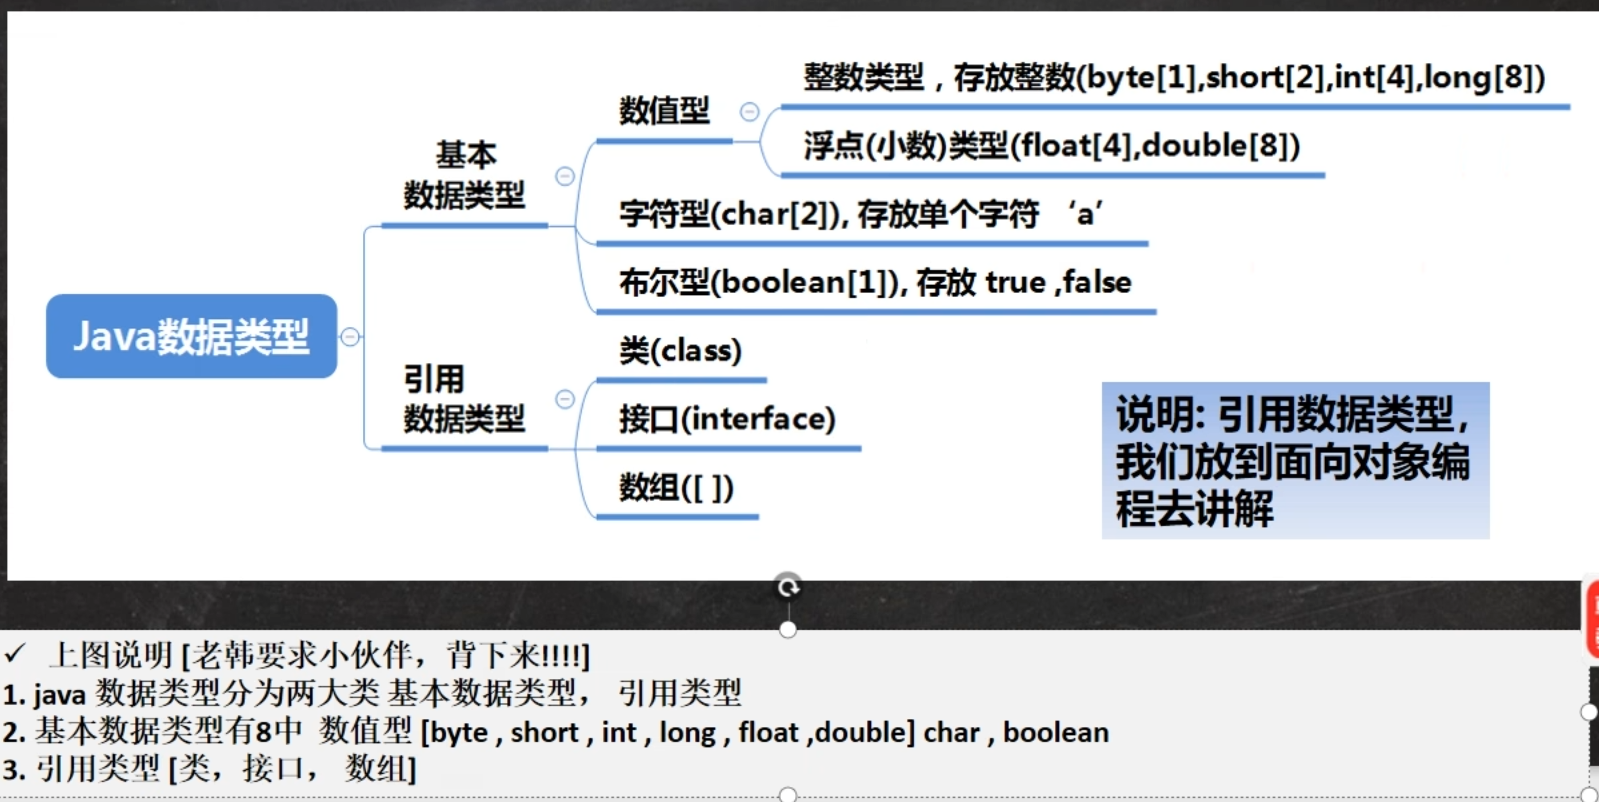 整数类型，存放整数(byte[1],short[2],int[4],long[8])
数值型
浮点(小数)类型(float[4],double[8])
基本
数据类型
字符型(char[2]), 存放单个字符 ‘a’
布尔型(boolean[1]), 存放 true ,false
Java数据类型
类(class)
引用
数据类型
接口(interface)
数组([ ])
说明: 引用数据类型,
我们放到面向对象编
程去讲解
✓ 上图说明 [老韩要求小伙伴，背下来!!!!]
1. java 数据类型分为两大类 基本数据类型， 引用类型
2. 基本数据类型有8中 数值型 [byte , short , int , long , float ,double] char , boolean
3. 引用类型 [类，接口， 数组]